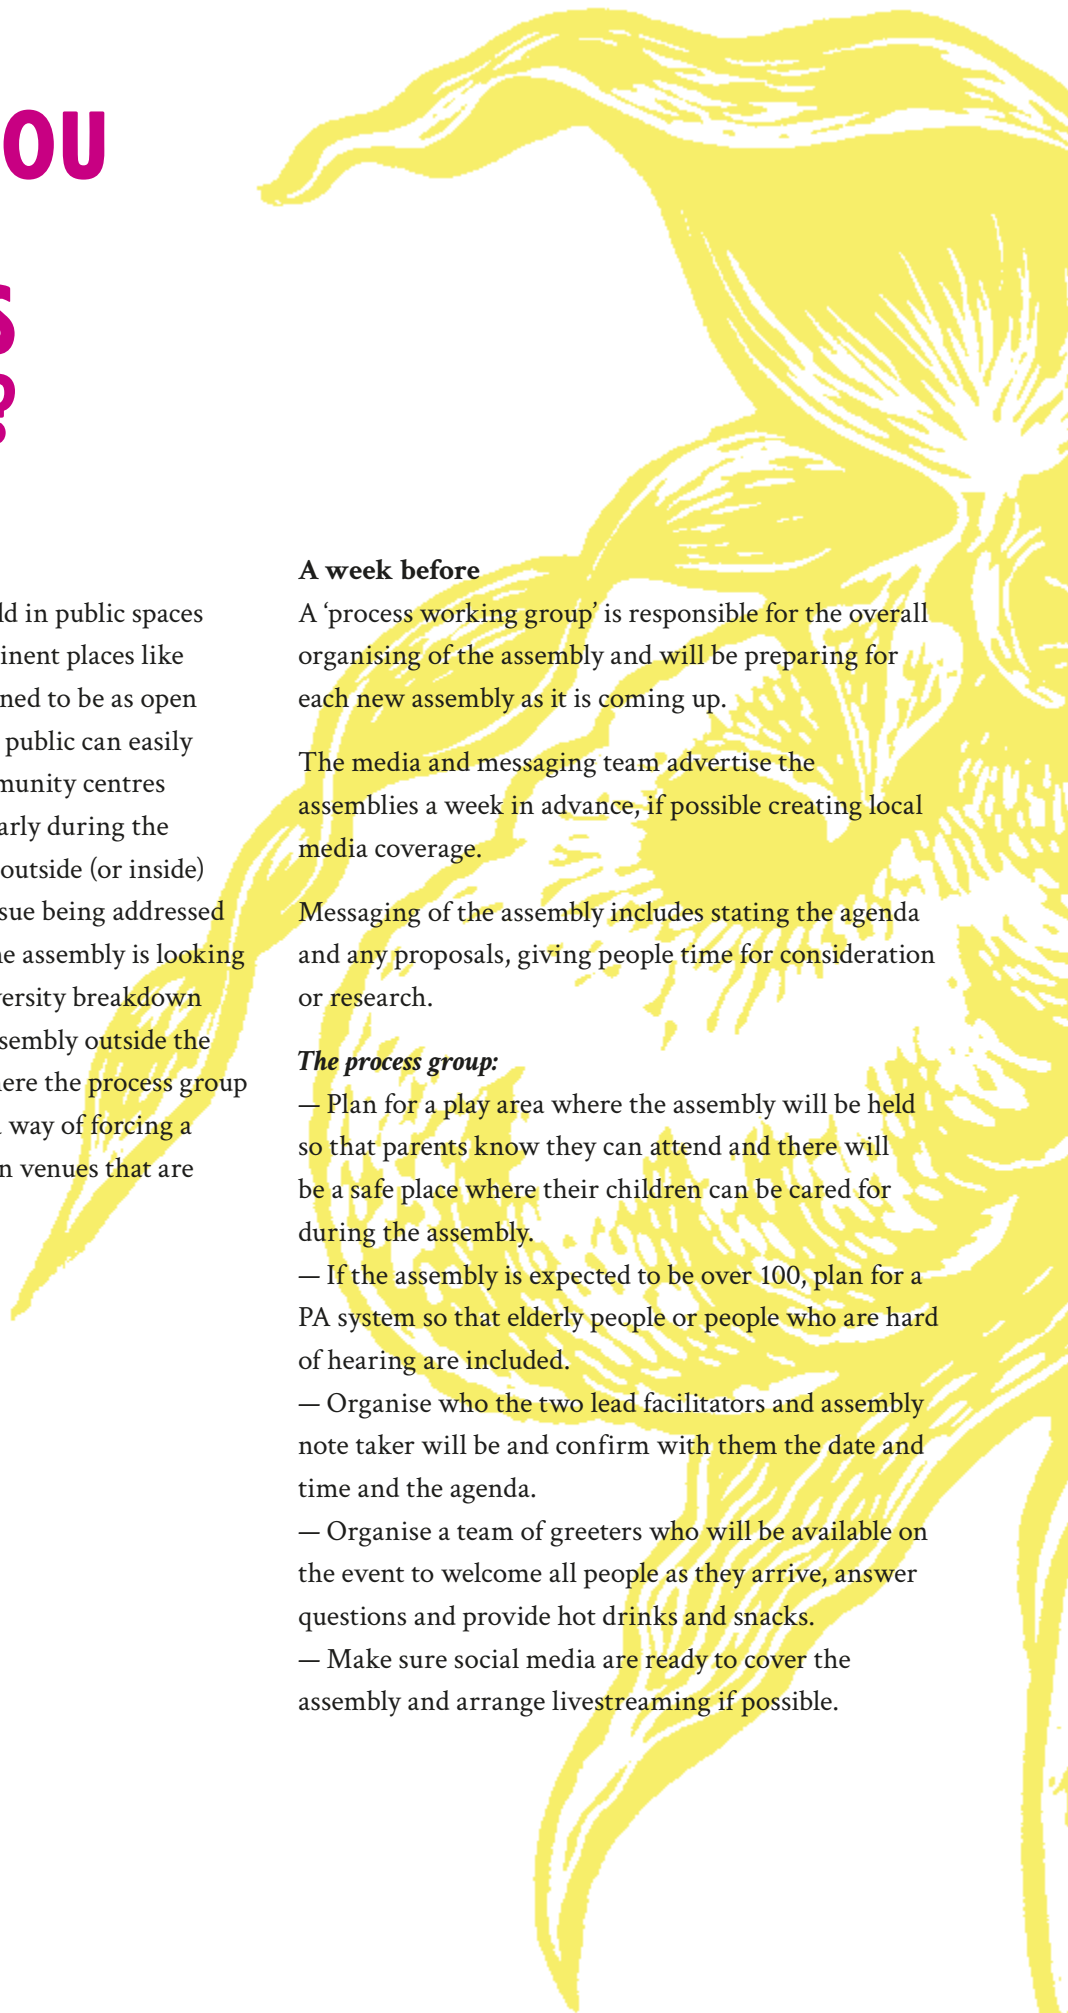 OU
S
?
ld in public spaces
inent places like
ned to be as open
public can easily
munity centres
arly during the
outside (or inside)
sue being addressed
e assembly is looking
versity breakdown
sembly outside the
ere the process group
way of forcing a
n venues that are
A week before
A ‘process working group’ is responsible for the overall
organising of the assembly and will be preparing for
each new assembly as it is coming up.
The media and messaging team advertise the
assemblies a week in advance, if possible creating local
media coverage.
Messaging of the assembly includes stating the agenda
and any proposals, giving people time for consideration
or research.
The process group:
— Plan for a play area where the assembly will be held
so that parents know they can attend and there will
be a safe place where their children can be cared for
during the assembly.
— If the assembly is expected to be over 100, plan for a
PA system so that elderly people or people who are hard
of hearing are included.
— Organise who the two lead facilitators and assembly
note taker will be and confirm with them the date and
time and the agenda.
— Organise a team of greeters who will be available on
the event to welcome all people as they arrive, answer
questions and provide hot drinks and snacks.
— Make sure social media are ready to cover the
assembly and arrange livestreaming if possible.